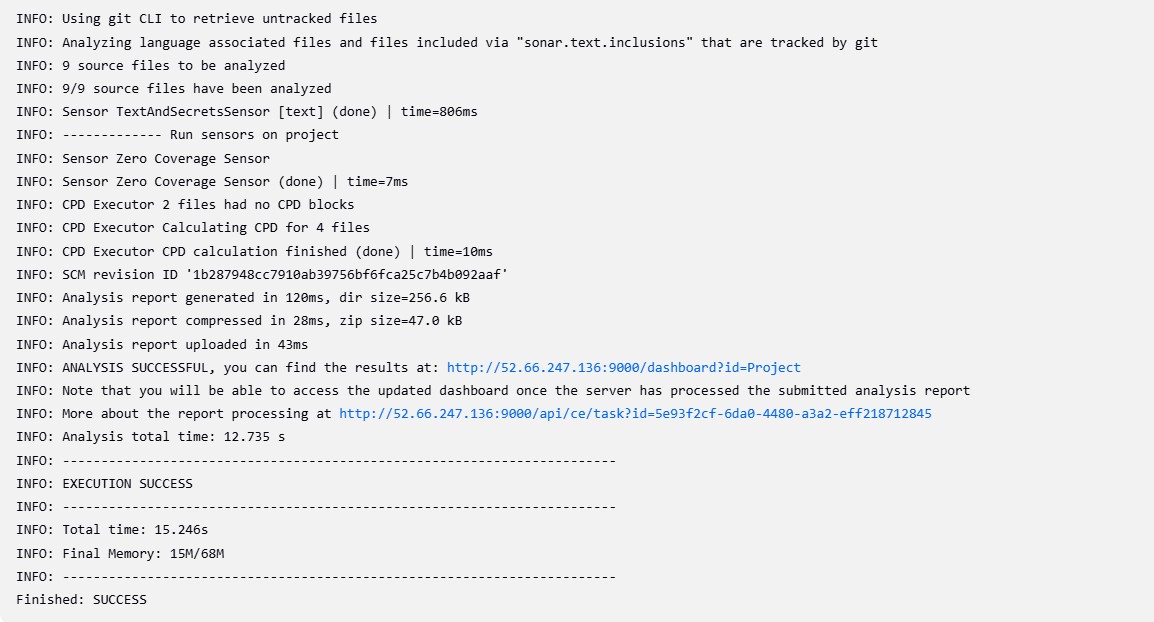 INFO: Using git CLI to retrieve untracked files
INFO: Analyzing language associated files and files included via "sonar.text.inclusions" that are tracked by git
INFO: 9 source files to be analyzed
INFO: 9/9 source files have been analyzed
INFO: Sensor TextAndSecretsSensor [text] (done) | time=806ms
INFO: ------------- Run sensors on project
INFO: Sensor Zero Coverage Sensor
INFO: Sensor Zero Coverage Sensor (done) | time=7ms
INFO: CPD Executor 2 files had no CPD blocks
INFO: CPD Executor Calculating CPD for 4 files
INFO: CPD Executor CPD calculation finished (done) | time=10ms
INFO: SCM revision ID '1b287948cc7910ab39756bf6fca25c7b4b092aaf'
INFO: Analysis report generated in 120ms, dir size=256.6 kB
INFO: Analysis report compressed in 28ms, zip size=47.0 kB
INFO: Analysis report uploaded in 43ms
INFO: ANALYSIS SUCCESSFUL, you can find the results at: http://52.66.247.136:9000/dashboard?id=Project
INFO: Note that you will be able to access the updated dashboard once the server has processed the submitted analysis report
INFO: More about the report processing at http://52.66.247.136:9000/api/ce/task?id=5e93f2cf-6da0-4480-a3a2-eff218712845
INFO: Analysis total time: 12.735 s
INFO: ------------------------------------------------------------------------
INFO: EXECUTION SUCCESS
INFO: ------------------------------------------------------------------------
INFO: Total time: 15.246s
INFO: Final Memory: 15M/68M
INFO: ------------------------------------------------------------------------
Finished: SUCCESS